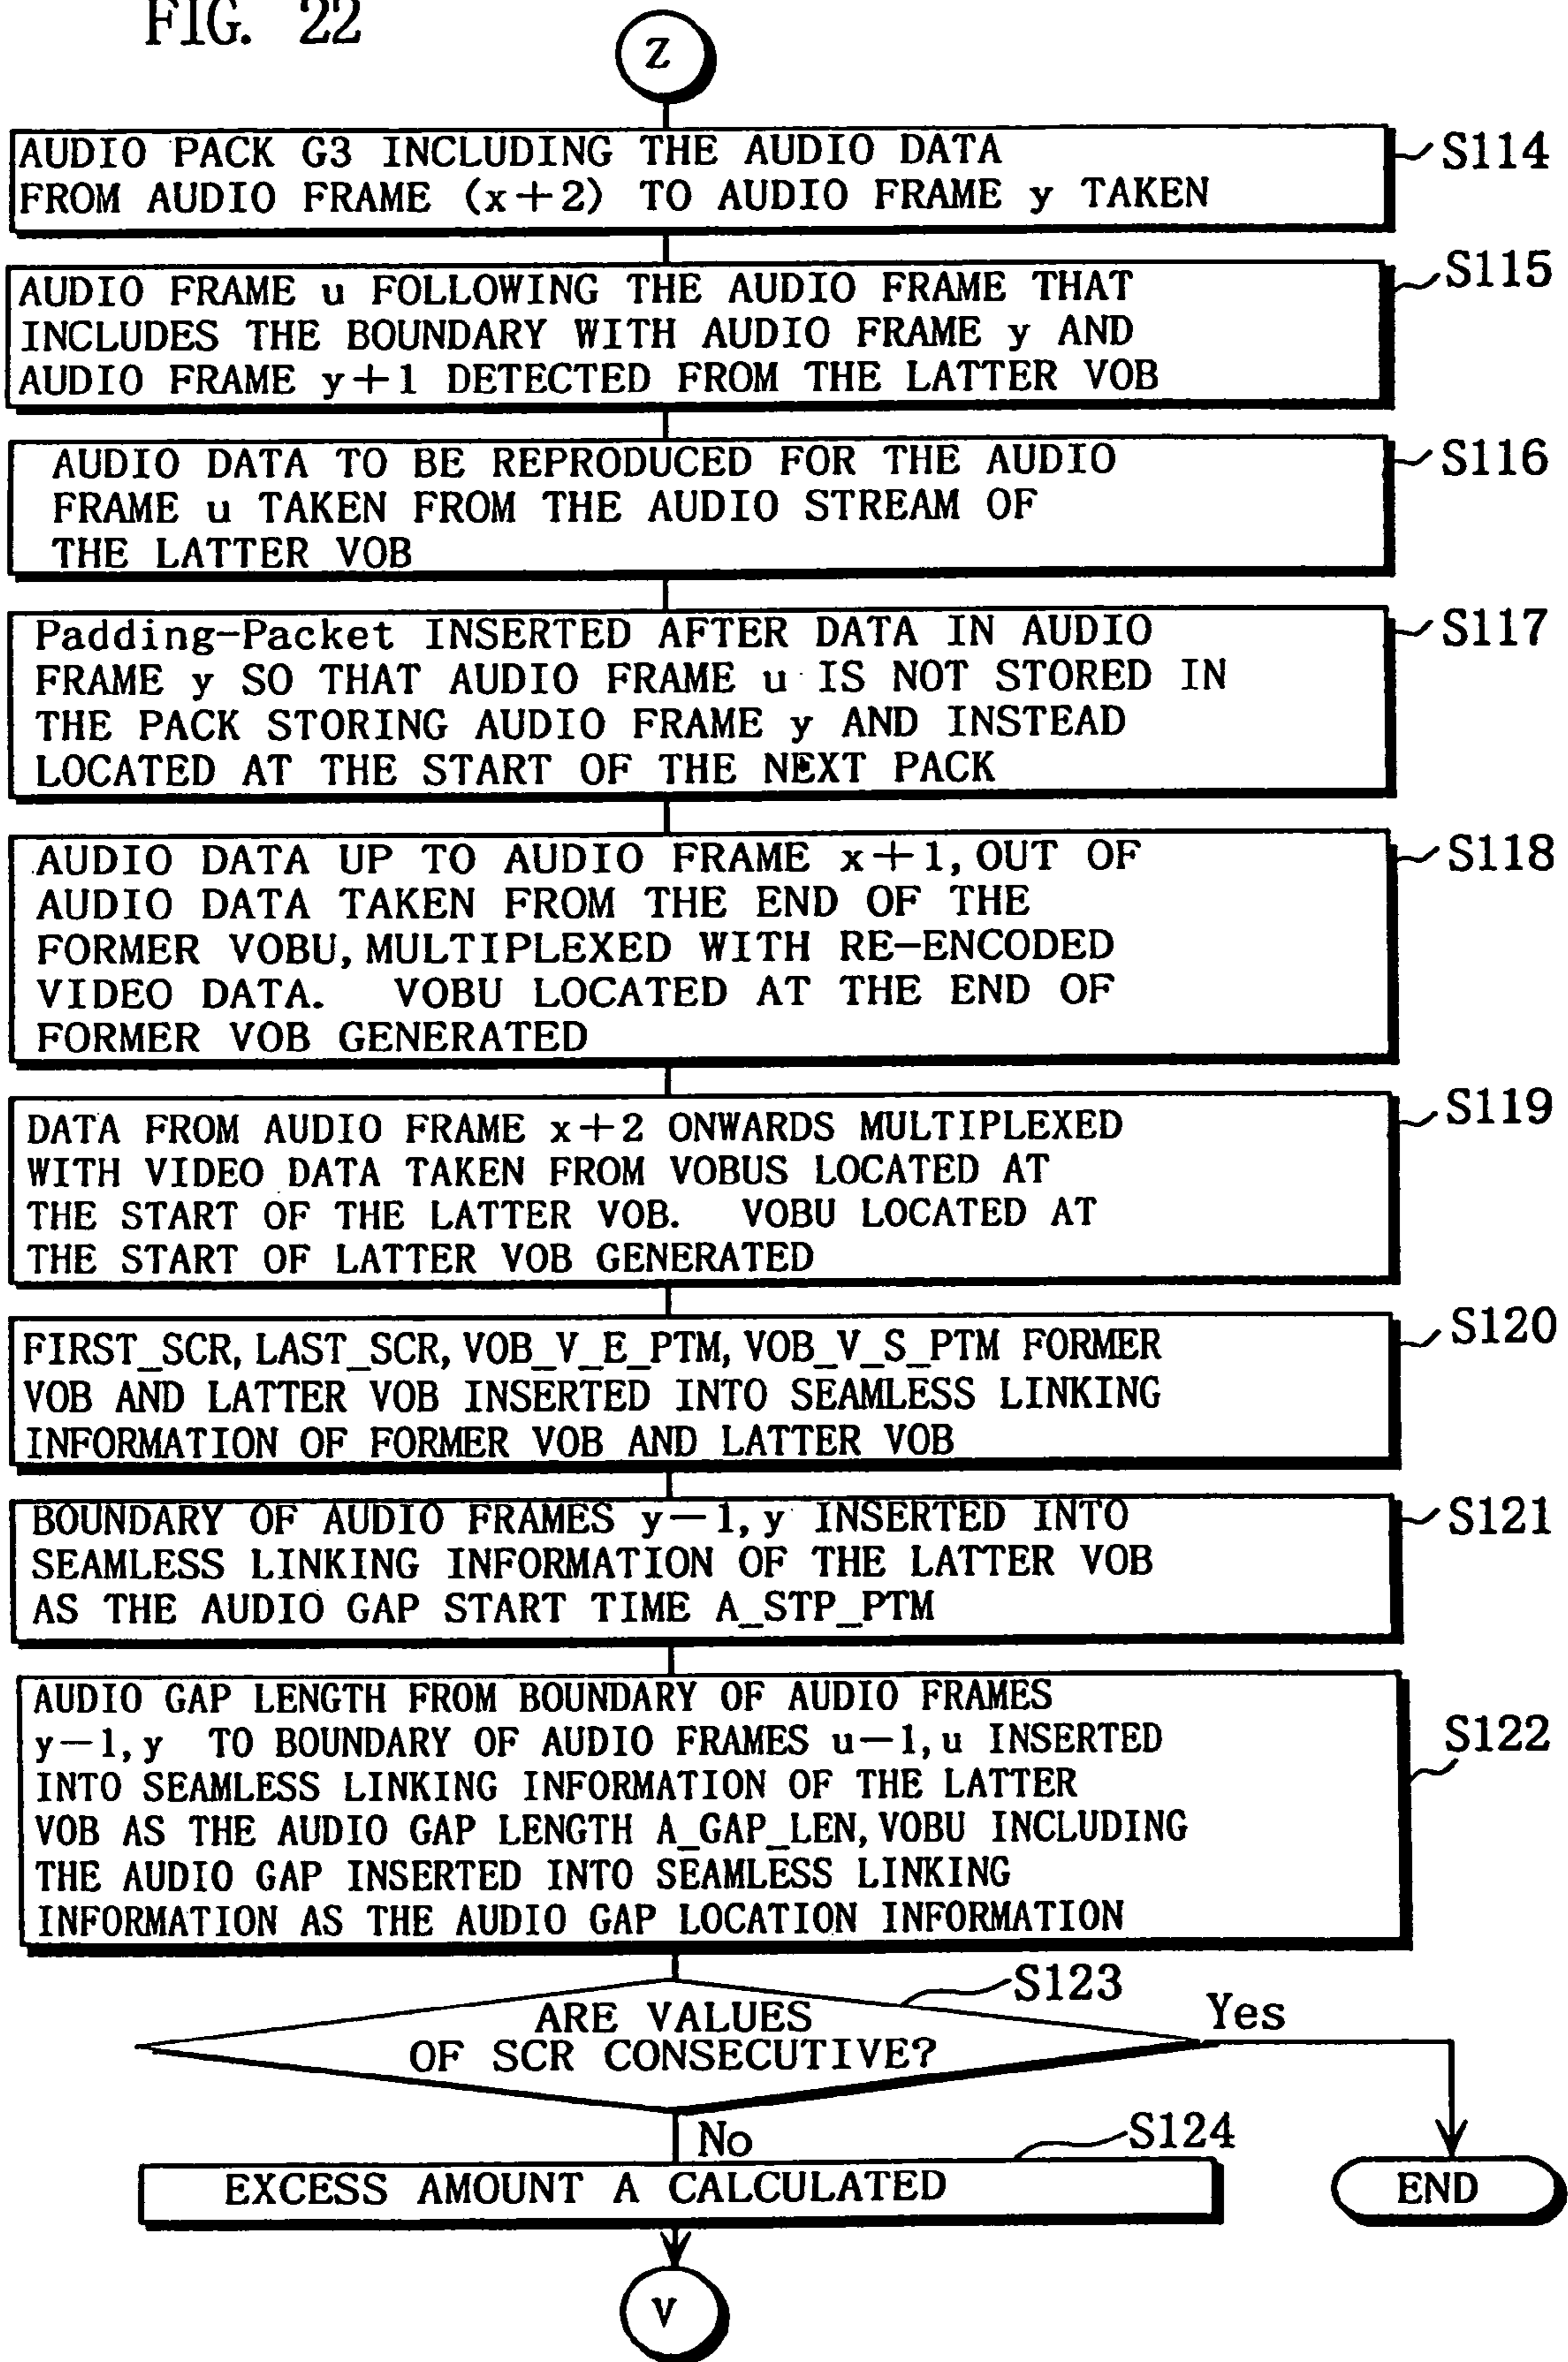 FIG. 22
Z
AUDIO PACK G3 INCLUDING THE AUDIO DATA
FROM AUDIO FRAME (x+2) TO AUDIO FRAME y TAKEN
S114
AUDIO FRAME u FOLLOWING THE AUDIO FRAME THAT
INCLUDES THE BOUNDARY WITH AUDIO FRAME y AND
AUDIO FRAME y+1 DETECTED FROM THE LATTER VOB
S115
AUDIO DATA TO BE REPRODUCED FOR THE AUDIO
FRAME u TAKEN FROM THE AUDIO STREAM OF
THE LATTER VOB
S116
Padding-Packet INSERTED AFTER DATA IN AUDIO
FRAME y SO THAT AUDIO FRAME u IS NOT STORED IN
THE PACK STORING AUDIO FRAME y AND INSTEAD
LOCATED AT THE START OF THE NEXT PACK
S117
AUDIO DATA UP TO AUDIO FRAME x+1, OUT OF
AUDIO DATA TAKEN FROM THE END OF THE
FORMER VOBU, MULTIPLEXED WITH RE-ENCODED
VIDEO DATA. VOBU LOCATED AT THE END OF
FORMER VOB GENERATED
S118
DATA FROM AUDIO FRAME x+2 ONWARDS MULTIPLEXED
WITH VIDEO DATA TAKEN FROM VOBUS LOCATED AT
THE START OF THE LATTER VOB. VOBU LOCATED AT
THE START OF LATTER VOB GENERATED
S119
FIRST_SCR, LAST_SCR, VOB_V_E_PTM, VOB_V_S_PTM FORMER
VOB AND LATTER VOB INSERTED INTO SEAMLESS LINKING
INFORMATION OF FORMER VOB AND LATTER VOB
S120
BOUNDARY OF AUDIO FRAMES y-1, y INSERTED INTO
SEAMLESS LINKING INFORMATION OF THE LATTER VOB
AS THE AUDIO GAP START TIME A_STP_PTM
S121
AUDIO GAP LENGTH FROM BOUNDARY OF AUDIO FRAMES
y-1, y TO BOUNDARY OF AUDIO FRAMES u-1, u INSERTED
INTO SEAMLESS LINKING INFORMATION OF THE LATTER
VOB AS THE AUDIO GAP LENGTH A_GAP_LEN, VOBU INCLUDING
THE AUDIO GAP INSERTED INTO SEAMLESS LINKING
INFORMATION AS THE AUDIO GAP LOCATION INFORMATION
S122
S123
ARE VALUES
OF SCR CONSECUTIVE?
Yes
No
S124
EXCESS AMOUNT A CALCULATED
END
V